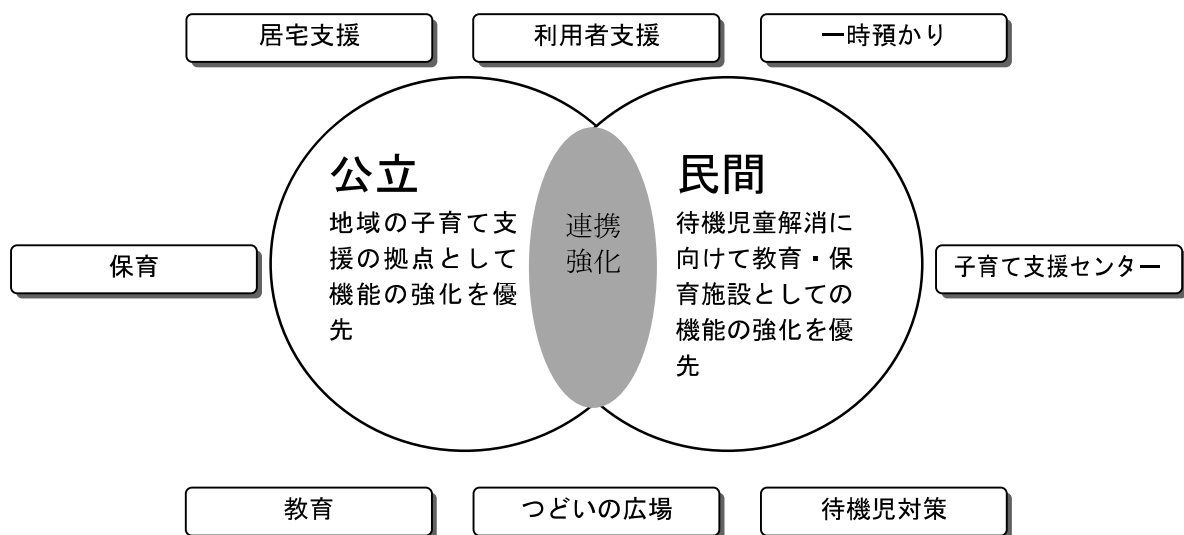 居宅支援
利用者支援
一時預かり
公立
地域の子育て支
援の拠点として
機能の強化を優
先
連携
強化
民間
待機児童解消に
向けて教育・保
育施設としての
機能の強化を優
先
保育
子育て支援センター
教育
つどいの広場
待機児対策